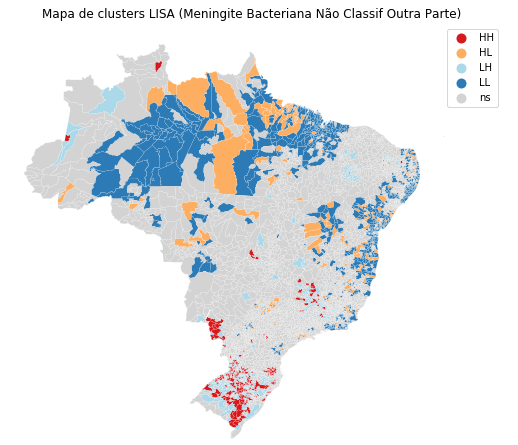 Mapa de clusters LISA (Meningite Bacteriana Não Classif Outra Parte)
HH
HL
LH
LL
ns